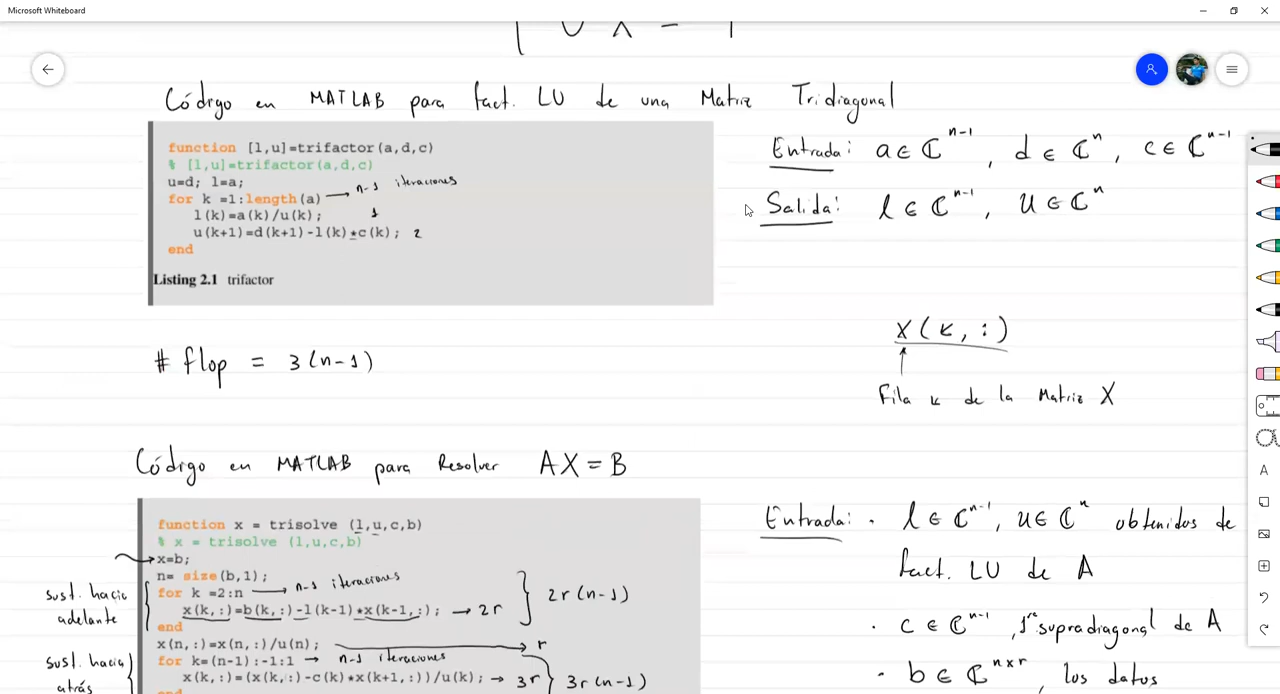 Microsoft Whiteboard
Código en MATLAB para fact. LU de una Matriz Tridiagonal
function [l,u]=trifactor(a,d,c)
% [l,u]=trifactor(a,d,c)
u=d; l=a;
for k =1:length(a) → n-1 iteraciones
l(k)=a(k)/u(k); 1
u(k+1)=d(k+1)-l(k)*c(k); 2
end
Listing 2.1 trifactor
Entrada: a ∈ ℂ^{n-1}, d ∈ ℂ^n, c ∈ ℂ^{n-1}
Salida: l ∈ ℂ^{n-1}, u ∈ ℂ^n
# flop = 3(n-1)
X(k,:)
Fila k de la Matriz X
Código en MATLAB para Resolver AX=B
function x = trisolve (l,u,c,b)
% x = trisolve (l,u,c,b)
x=b;
n= size(b,1);
for k =2:n → n-1 iteraciones
x(k,:)=b(k,:)-l(k-1)*x(k-1,:); → 2r
end
2r(n-1)
x(n,:)=x(n,:)/u(n); → r
for k=(n-1):-1:1 → n-1 iteraciones
x(k,:)=(x(k,:)-c(k)*x(k+1,:))/u(k); → 3r
end
3r(n-1)
sust. hacia
adelante
sust. hacia
atrás
Entrada: · l ∈ ℂ^{n-1}, u ∈ ℂ^n obtenidos de
fact. LU de A
· c ∈ ℂ^{n-1}, 1ra supradiagonal de A
· b ∈ ℂ^{n×r}, los datos